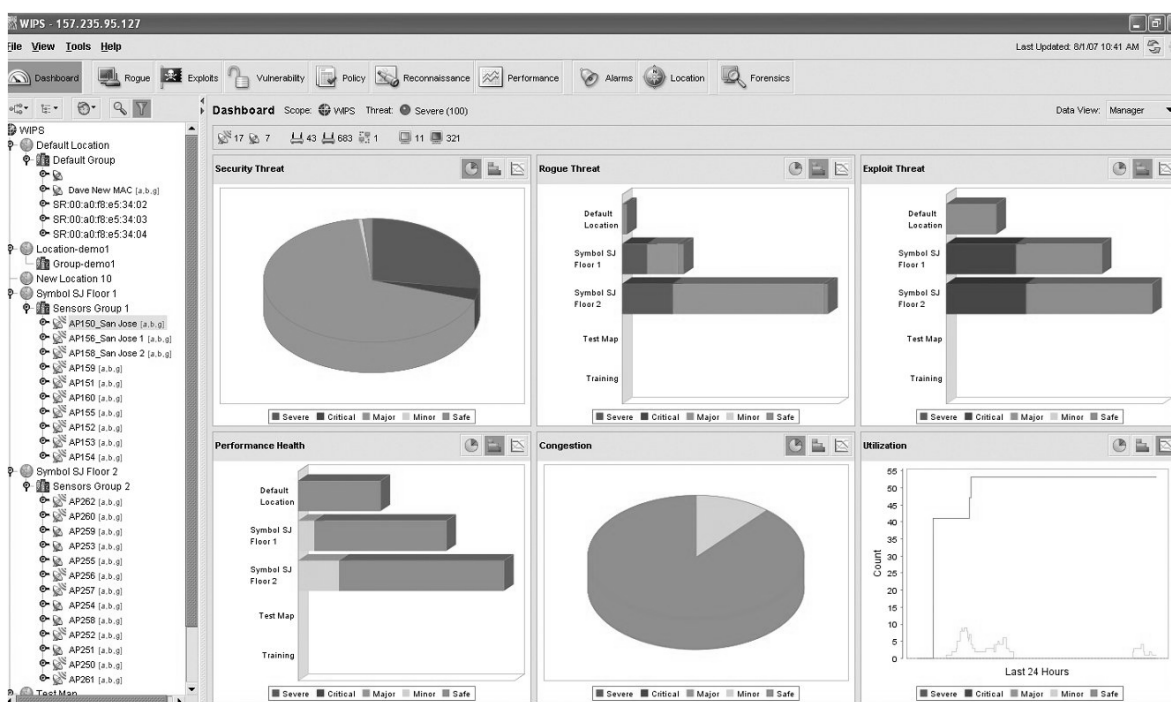 WIPS - 157.235.95.127
File View Tools Help
Last Updated: 8/1/07 10:41 AM
Dashboard Rogue Exploits Vulnerability Policy Reconnaissance Performance Alarms Location Forensics
Dashboard Scope: WIPS Threat: Severe (100)
Data View: Manager
17 7 43 683 1 11 321
WIPS
Default Location
Default Group
Dave New MAC [a,b,g]
SR:00:a0:f8:e5:34:02
SR:00:a0:f8:e5:34:03
SR:00:a0:f8:e5:34:04
Location-demo1
Group-demo1
New Location 10
Symbol SJ Floor 1
Sensors Group 1
AP150_San Jose [a,b,g]
AP156_San Jose 1 [a,b,g]
AP158_San Jose 2 [a,b,g]
AP159 [a,b,g]
AP151 [a,b,g]
AP160 [a,b,g]
AP155 [a,b,g]
AP152 [a,b,g]
AP153 [a,b,g]
AP154 [a,b,g]
Symbol SJ Floor 2
Sensors Group 2
AP262 [a,b,g]
AP260 [a,b,g]
AP259 [a,b,g]
AP253 [a,b,g]
AP255 [a,b,g]
AP256 [a,b,g]
AP257 [a,b,g]
AP254 [a,b,g]
AP258 [a,b,g]
AP252 [a,b,g]
AP251 [a,b,g]
AP250 [a,b,g]
AP261 [a,b,g]
Test Map
Security Threat
Severe Critical Major Minor Safe
Rogue Threat
Default
Location
Symbol SJ
Floor 1
Symbol SJ
Floor 2
Test Map
Training
Severe Critical Major Minor Safe
Exploit Threat
Default
Location
Symbol SJ
Floor 1
Symbol SJ
Floor 2
Test Map
Training
Severe Critical Major Minor Safe
Performance Health
Default
Location
Symbol SJ
Floor 1
Symbol SJ
Floor 2
Test Map
Training
Severe Critical Major Minor Safe
Congestion
Severe Critical Major Minor Safe
Utilization
55
50
45
40
35
30
25
20
15
10
5
0
Count
Last 24 Hours
Severe Critical Major Minor Safe